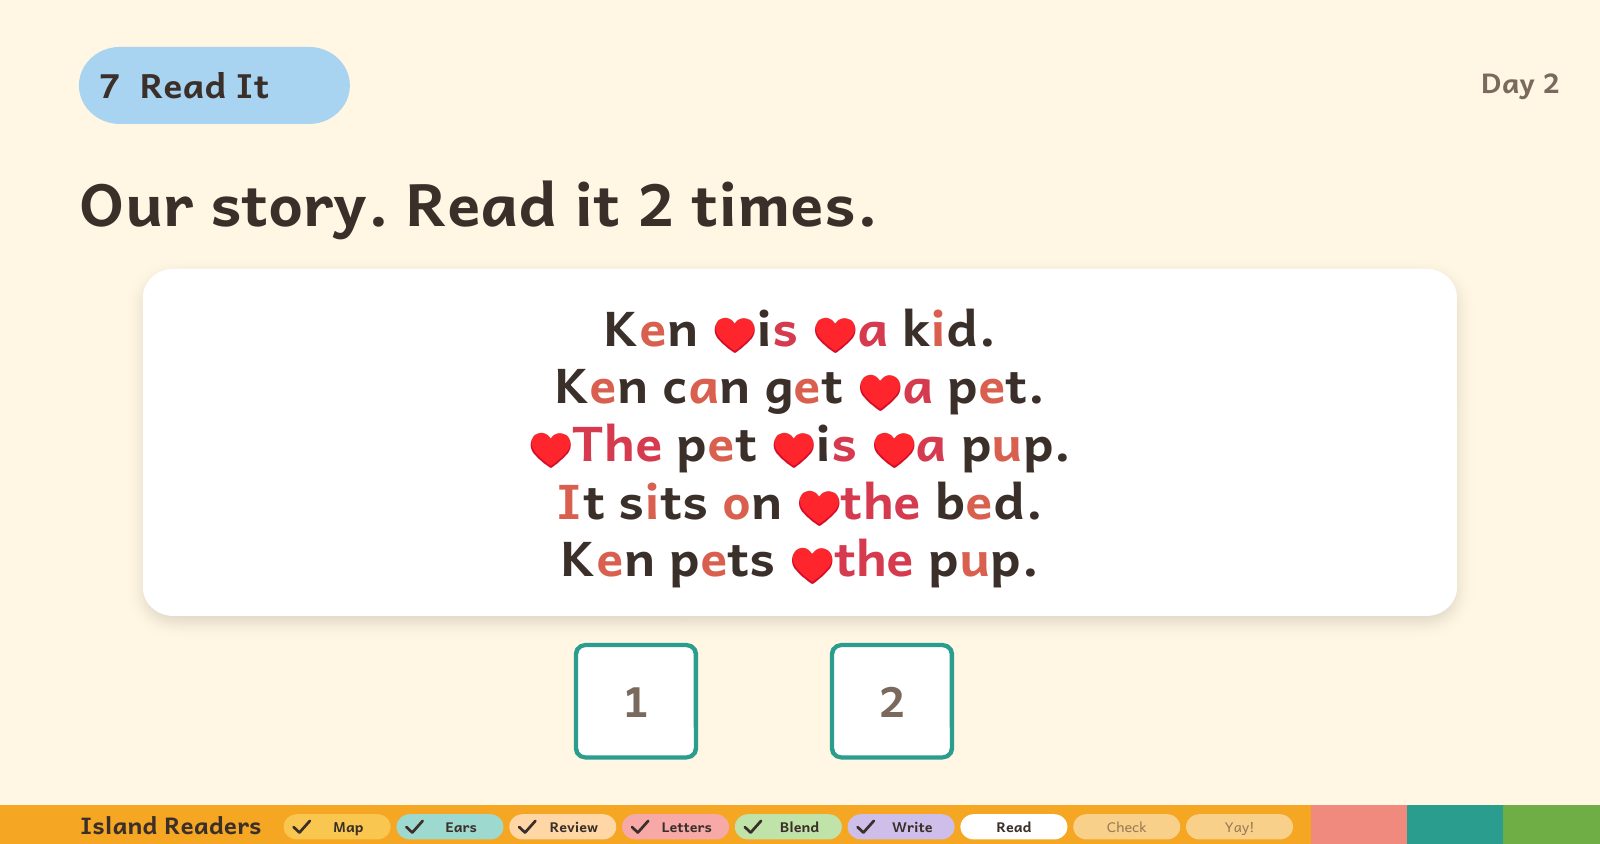 7 Read It
Day 2
Our story. Read it 2 times.
Ken ❤is ❤a kid.
Ken can get ❤a pet.
❤The pet ❤is ❤a pup.
It sits on ❤the bed.
Ken pets ❤the pup.
1 2
Island Readers ✓ Map ✓ Ears ✓ Review ✓ Letters ✓ Blend ✓ Write Read Check Yay!